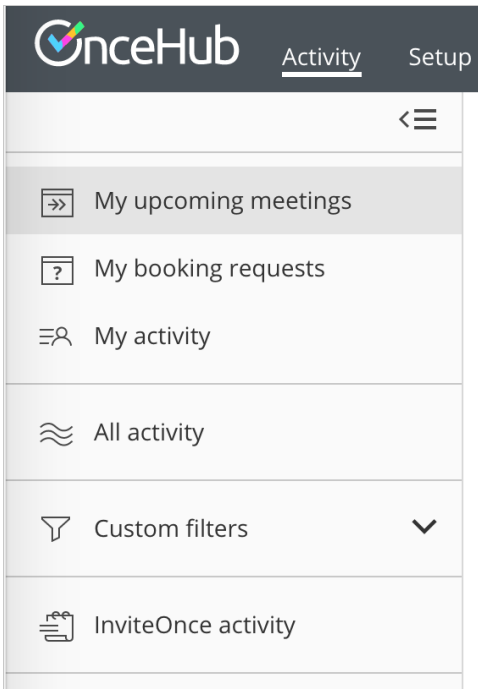 OnceHub
Activity Setup
My upcoming meetings
?
My booking requests
My activity
All activity
Custom filters
InviteOnce activity